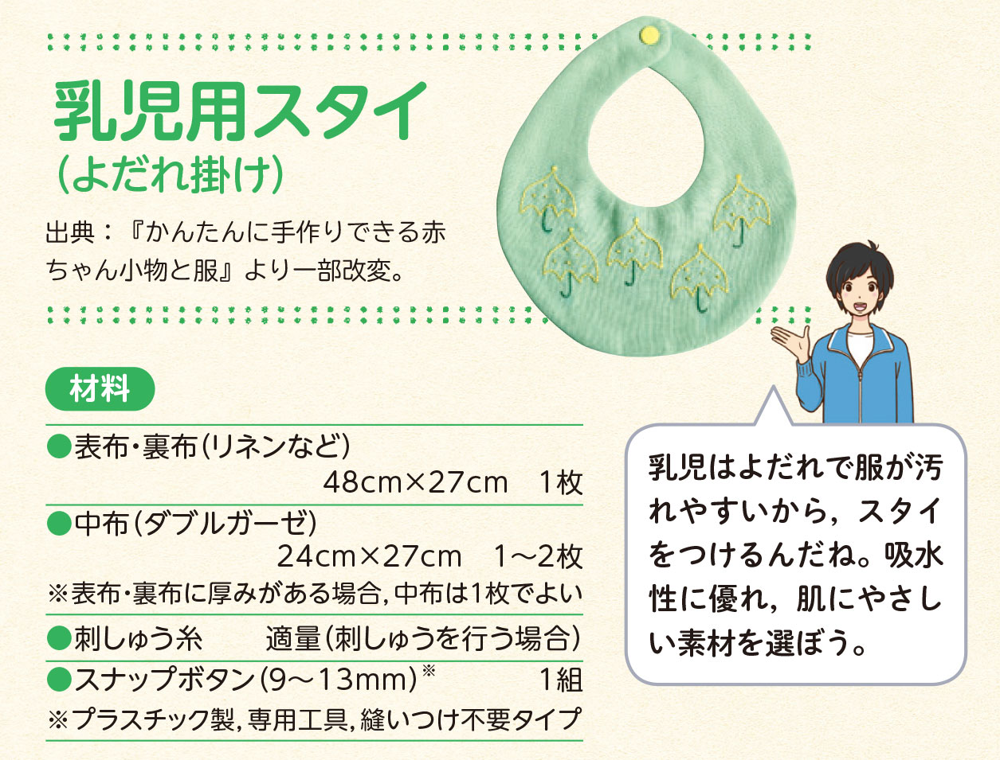 乳児用スタイ
（よだれ掛け）
出典：『かんたんに手作りできる赤
ちゃん小物と服』より一部改変。
材料
●表布・裏布（リネンなど）
48cm×27cm　1枚
●中布（ダブルガーゼ）
24cm×27cm　1〜2枚
※表布・裏布に厚みがある場合，中布は1枚でよい
●刺しゅう糸　　適量（刺しゅうを行う場合）
●スナップボタン（9〜13mm）※　　1組
※プラスチック製，専用工具，縫いつけ不要タイプ
乳児はよだれで服が汚
れやすいから，スタイ
をつけるんだね。吸水
性に優れ，肌にやさし
い素材を選ぼう。